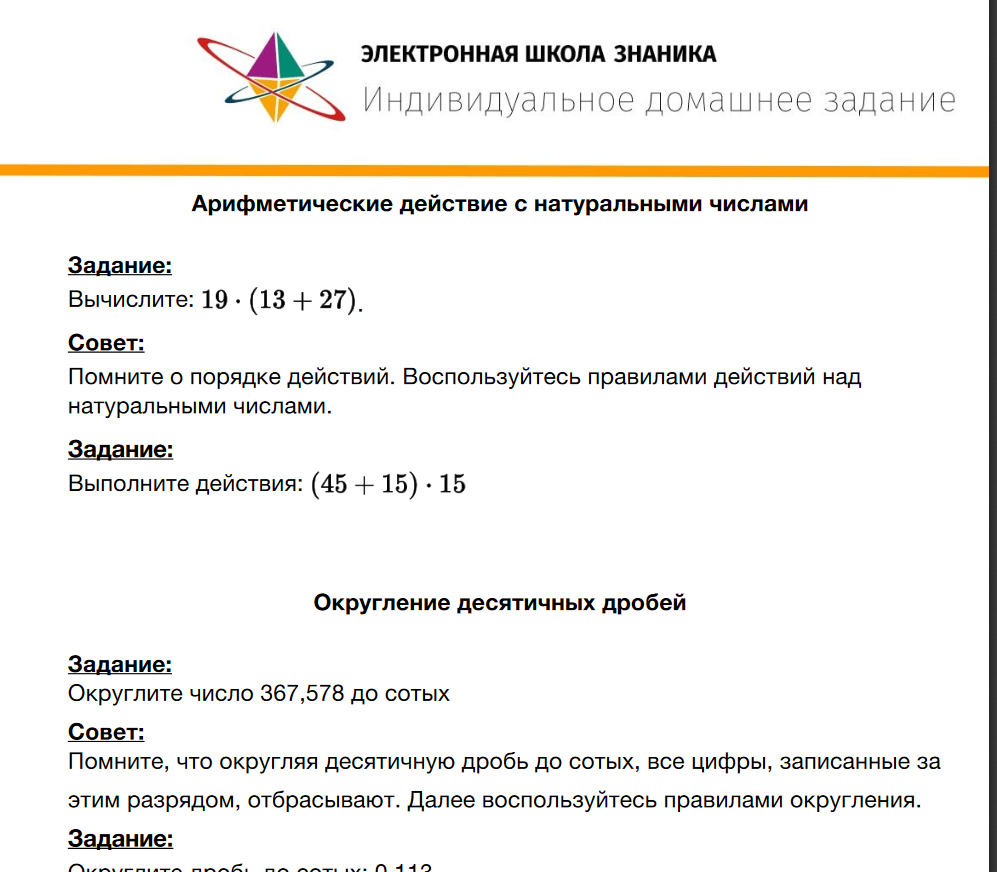 ЭЛЕКТРОННАЯ ШКОЛА ЗНАНИКА
Индивидуальное домашнее задание
Арифметические действие с натуральными числами
Задание:
Вычислите: 19 · (13 + 27).
Совет:
Помните о порядке действий. Воспользуйтесь правилами действий над
натуральными числами.
Задание:
Выполните действия: (45 + 15) · 15
Округление десятичных дробей
Задание:
Округлите число 367,578 до сотых
Совет:
Помните, что округляя десятичную дробь до сотых, все цифры, записанные за
этим разрядом, отбрасывают. Далее воспользуйтесь правилами округления.
Задание:
Округлите дробь до сотых: 0,113